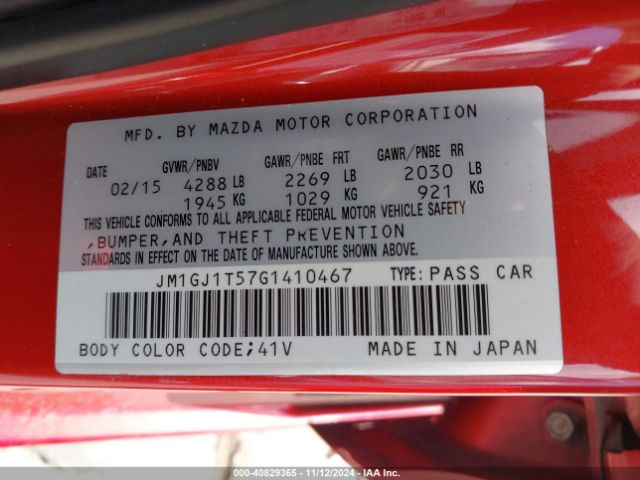 MFD. BY MAZDA MOTOR CORPORATION
DATE GVWR/PNBV GAWR/PNBE FRT GAWR/PNBE RR
02/15 4288 LB 2269 LB 2030 LB
1945 KG 1029 KG 921 KG
THIS VEHICLE CONFORMS TO ALL APPLICABLE FEDERAL MOTOR VEHICLE SAFETY
,BUMPER,AND THEFT PREVENTION
STANDARDS IN EFFECT ON THE DATE OF MANUFACTURE SHOWN ABOVE.
JM1GJ1T57G1410467 TYPE: PASS CAR
BODY COLOR CODE;41V MADE IN JAPAN
000-40829365 - 11/12/2024 - IAA Inc.